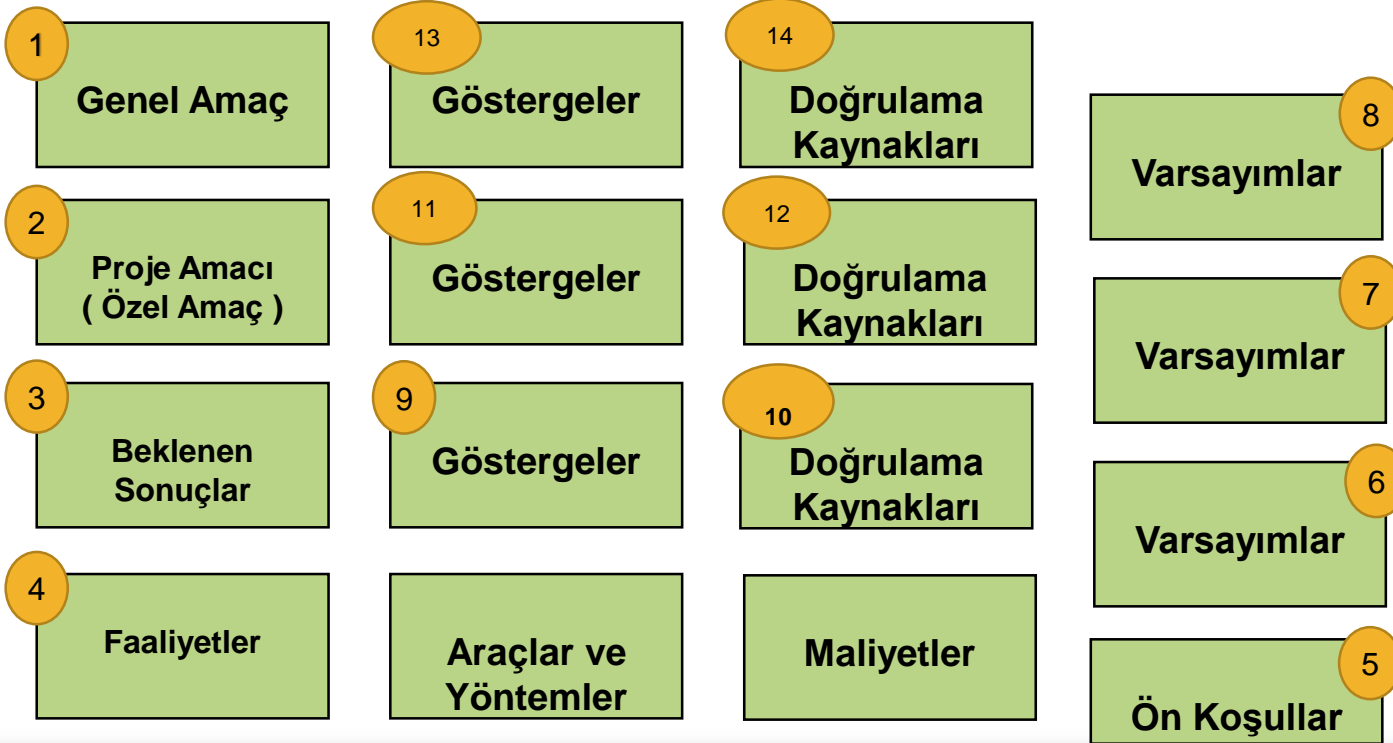 1
Genel Amaç
13
Göstergeler
14
Doğrulama
Kaynakları
8
Varsayımlar
2
Proje Amacı
( Özel Amaç )
11
Göstergeler
12
Doğrulama
Kaynakları
7
Varsayımlar
3
Beklenen
Sonuçlar
9
Göstergeler
10
Doğrulama
Kaynakları
6
Varsayımlar
4
Faaliyetler
Araçlar ve
Yöntemler
Maliyetler
5
Ön Koşullar